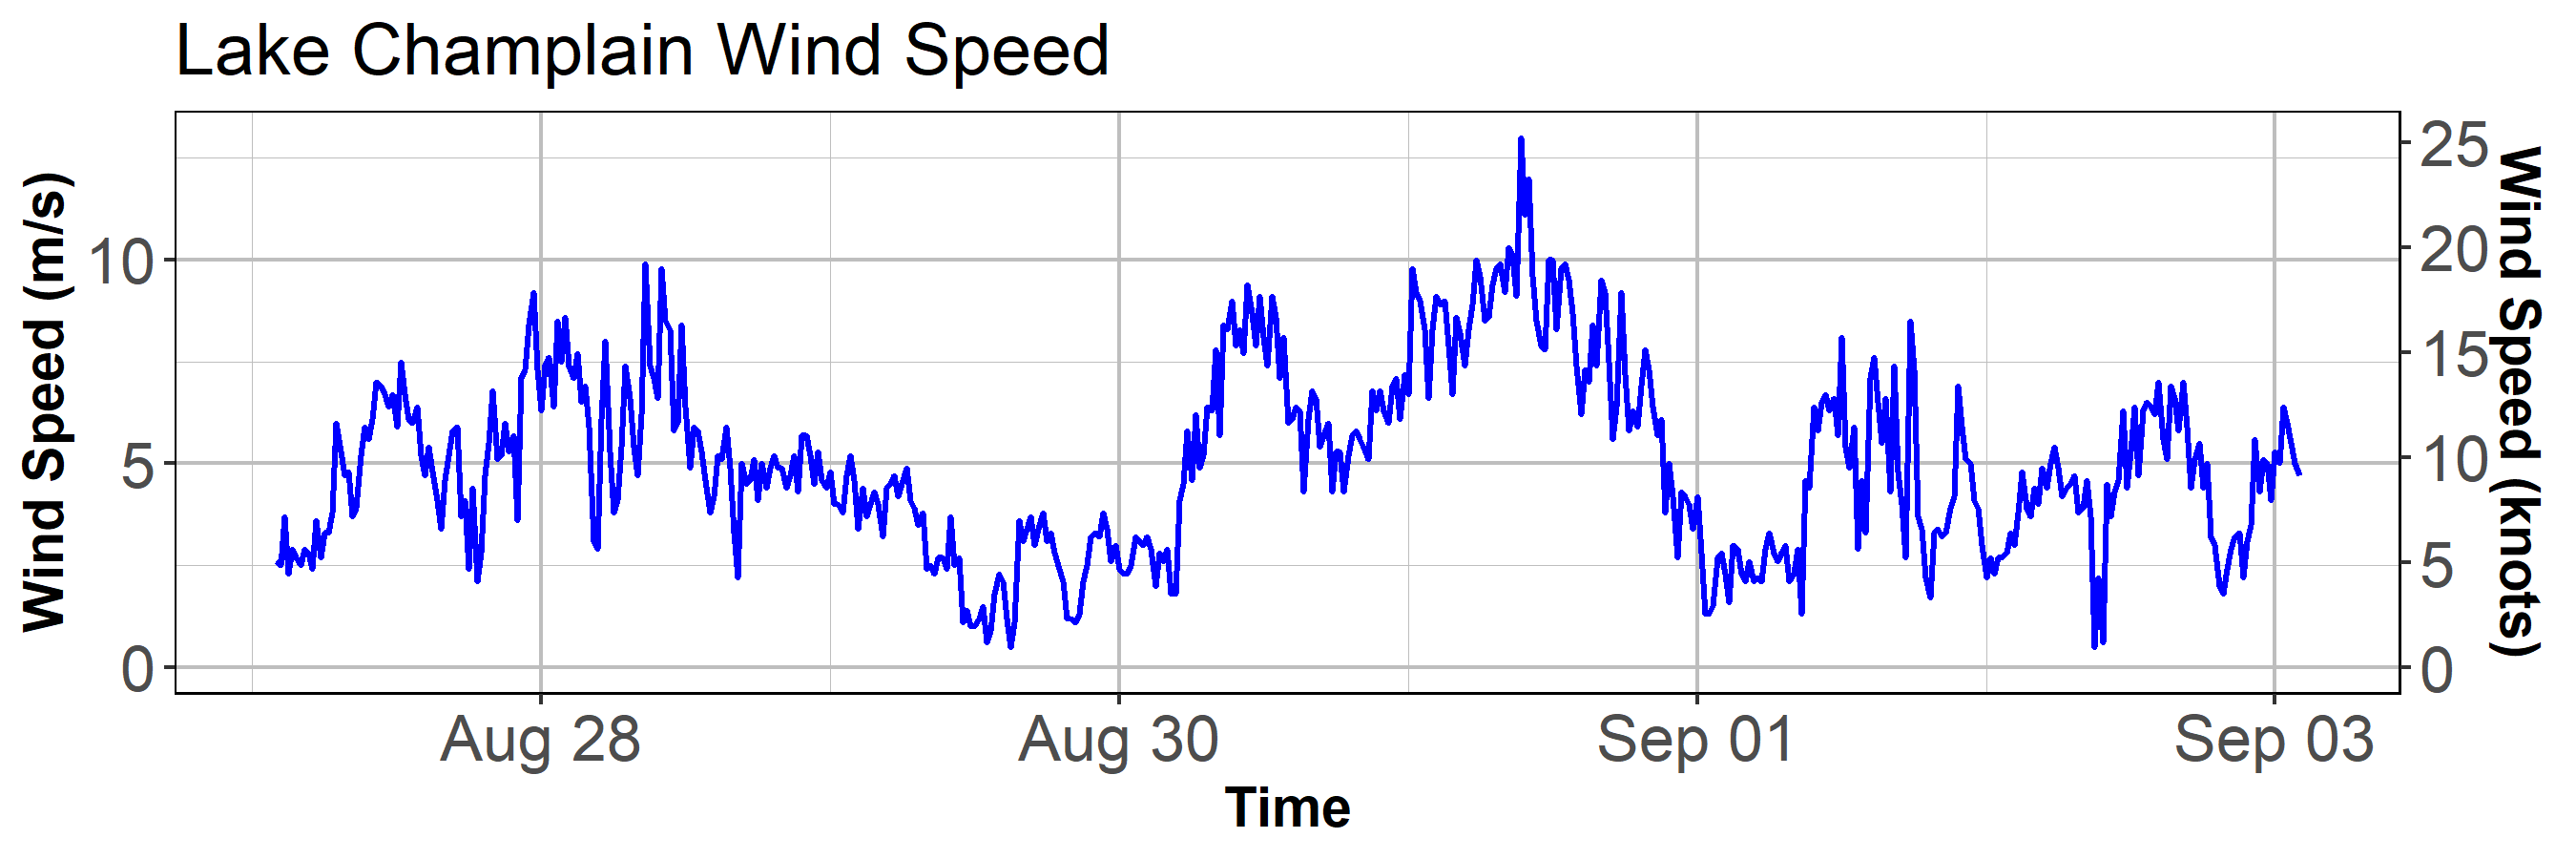 Lake Champlain Wind Speed
Wind Speed (m/s)
10
5
0
25
20
15
10
5
0
Wind Speed (knots)
Aug 28
Aug 30
Sep 01
Sep 03
Time